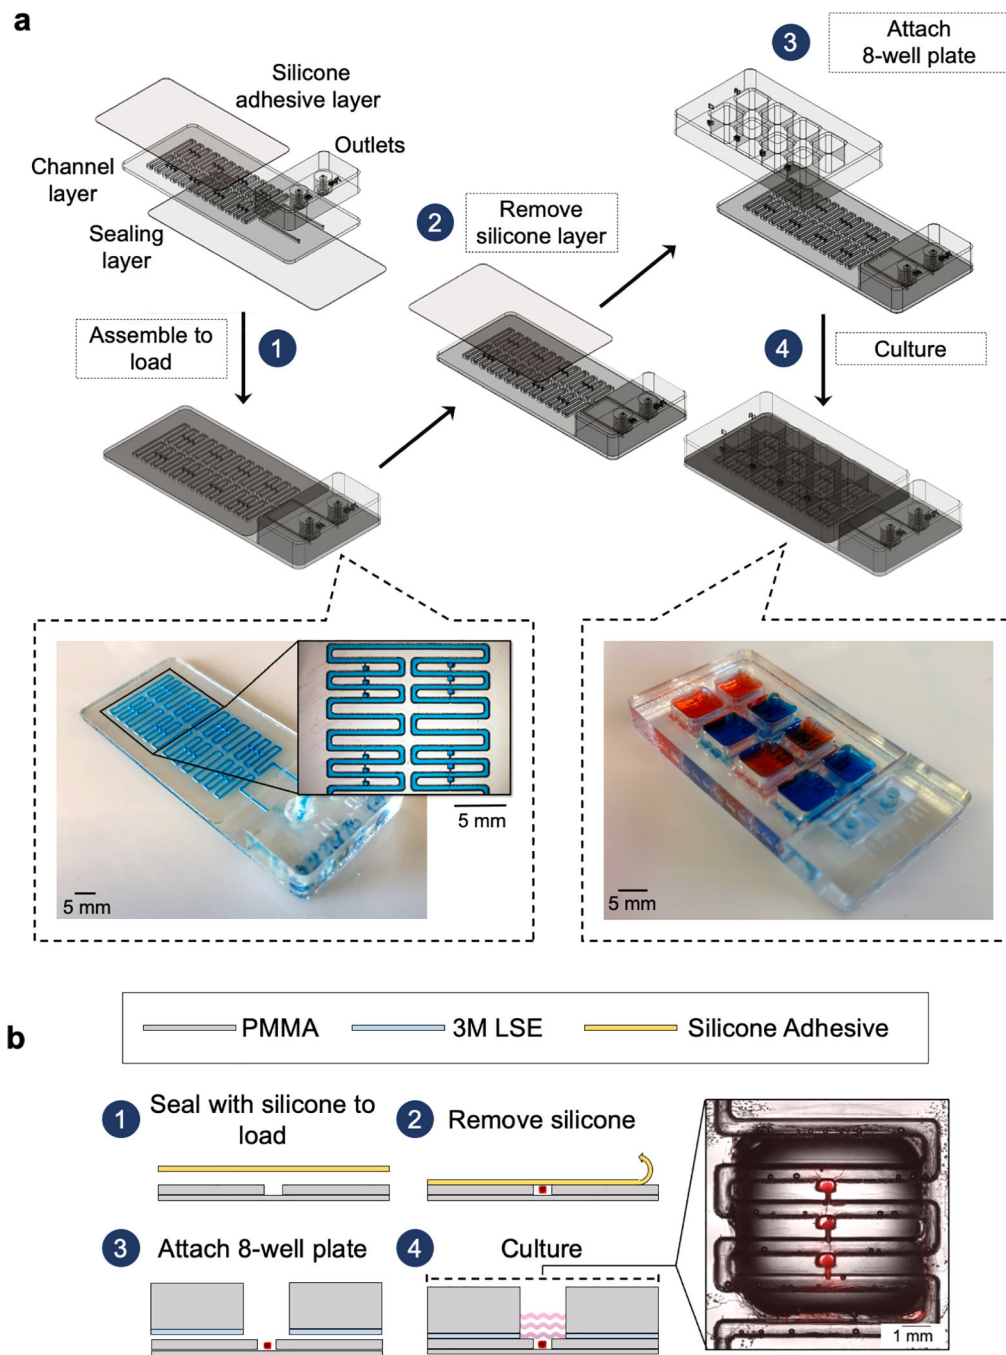 a
Silicone
adhesive layer
Outlets
Channel
layer
Sealing
layer
1
Assemble to
load
2
Remove
silicone layer
3
Attach
8-well plate
4
Culture
5 mm
5 mm
5 mm
b
PMMA
3M LSE
Silicone Adhesive
1
Seal with silicone to
load
2
Remove silicone
3
Attach 8-well plate
4
Culture
1 mm